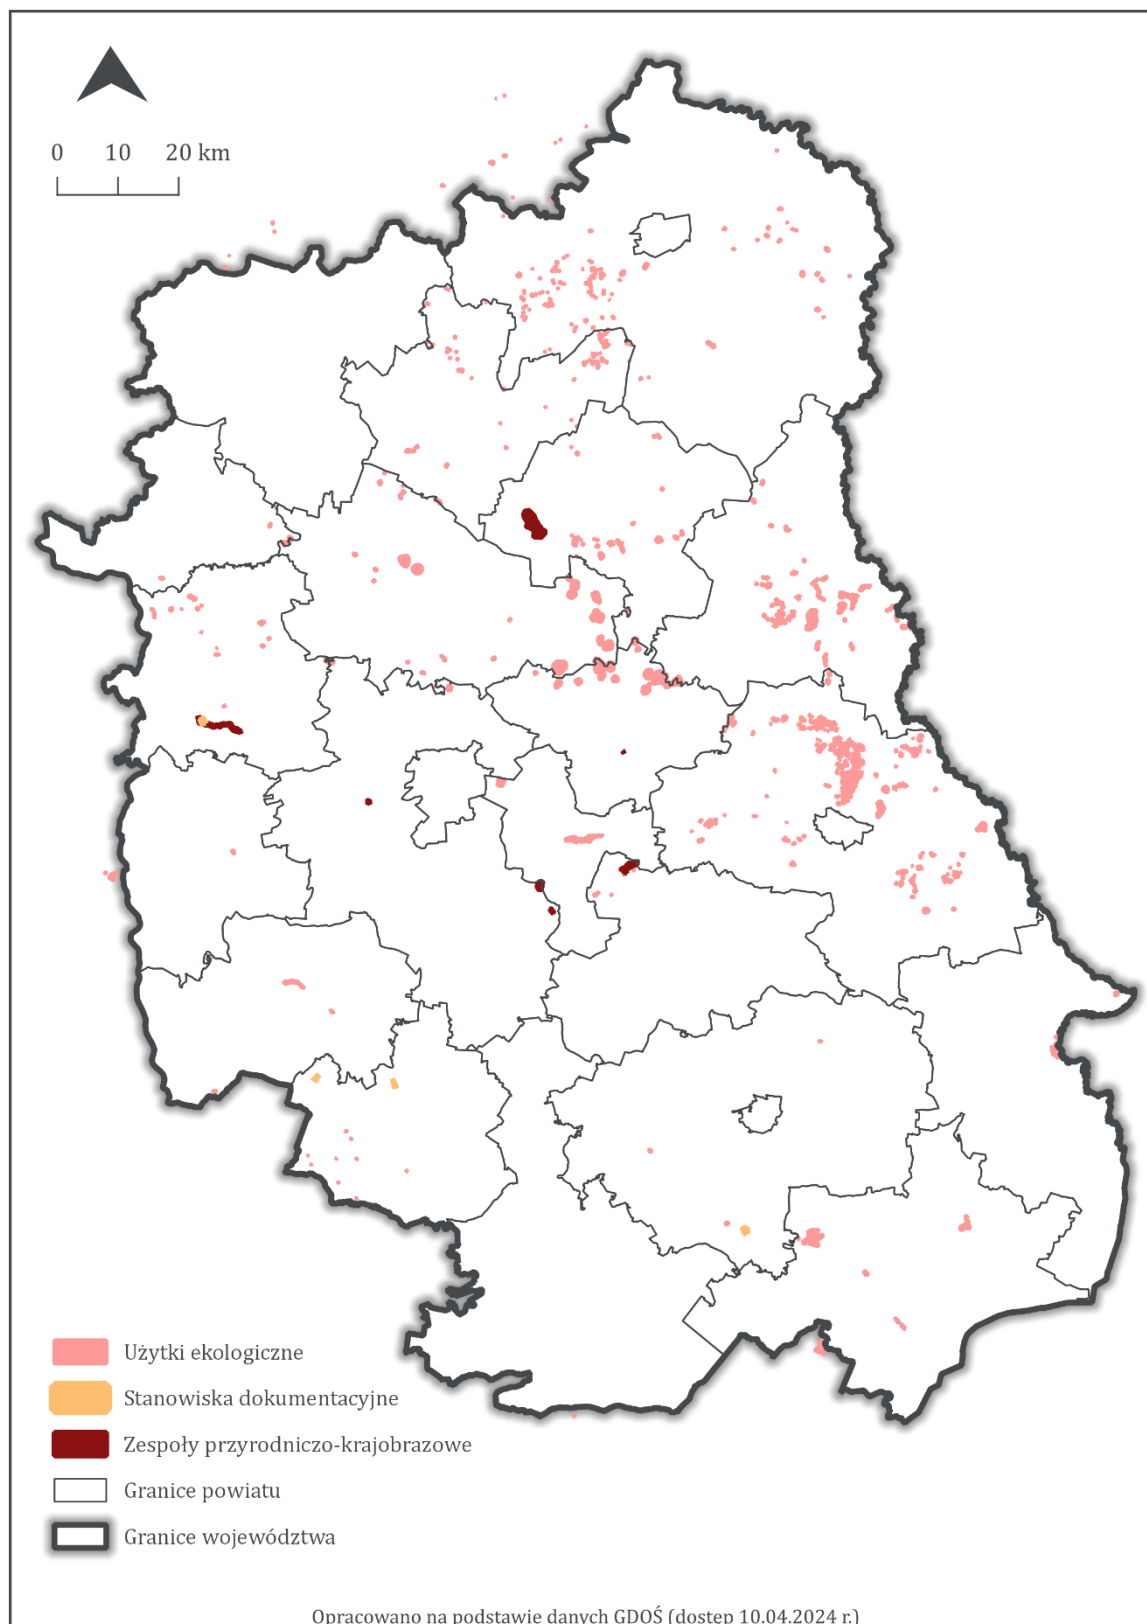 0 10 20 km
Użytki ekologiczne
Stanowiska dokumentacyjne
Zespoły przyrodniczo-krajobrazowe
Granice powiatu
Granice województwa
Opracowano na podstawie danych GDOŚ (dostęp 10.04.2024 r.)